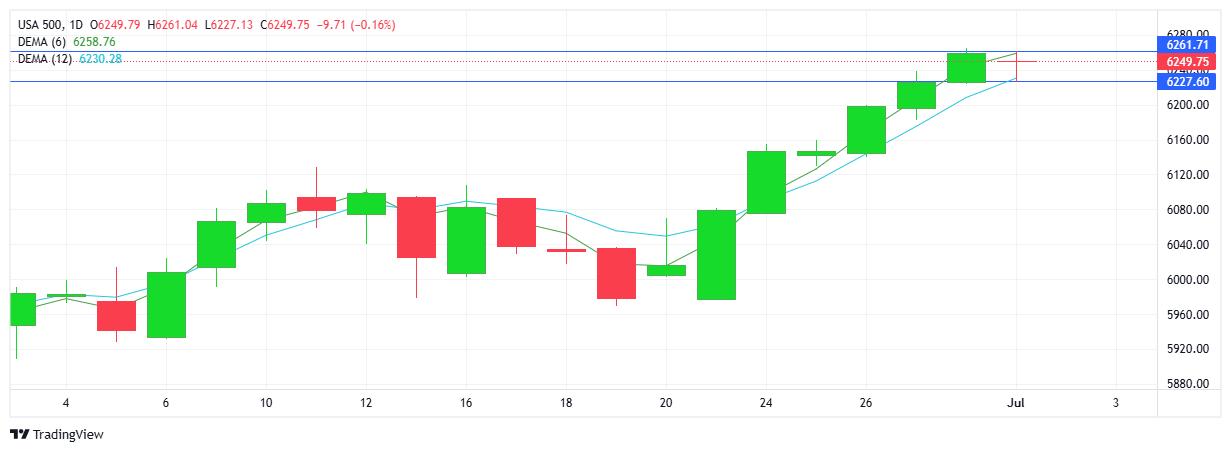 USA 500, 1D O6249.79 H6261.04 L6227.13 C6249.75 −9.71 (−0.16%)
DEMA (6) 6258.76
DEMA (12) 6230.28
6280.00
6261.71
6249.75
6240.00
6227.60
6200.00
6160.00
6120.00
6080.00
6040.00
6000.00
5960.00
5920.00
5880.00
4 6 10 12 16 18 20 24 26 Jul 3
TradingView